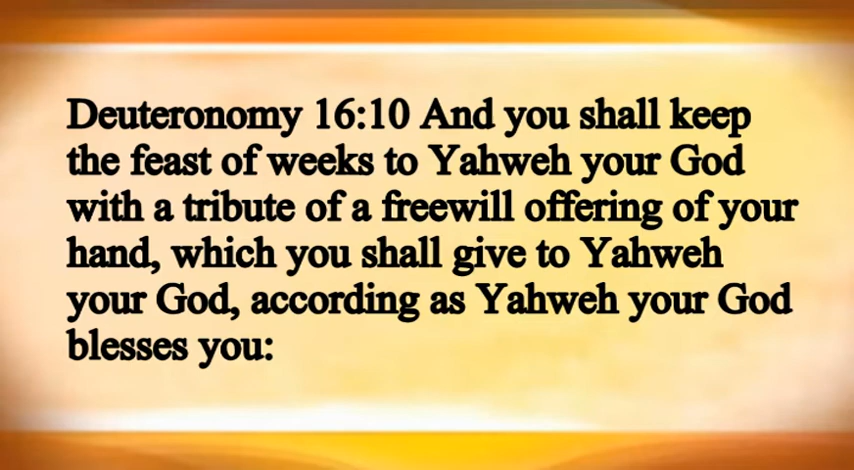 Deuteronomy 16:10 And you shall keep
the feast of weeks to Yahweh your God
with a tribute of a freewill offering of your
hand, which you shall give to Yahweh
your God, according as Yahweh your God
blesses you: